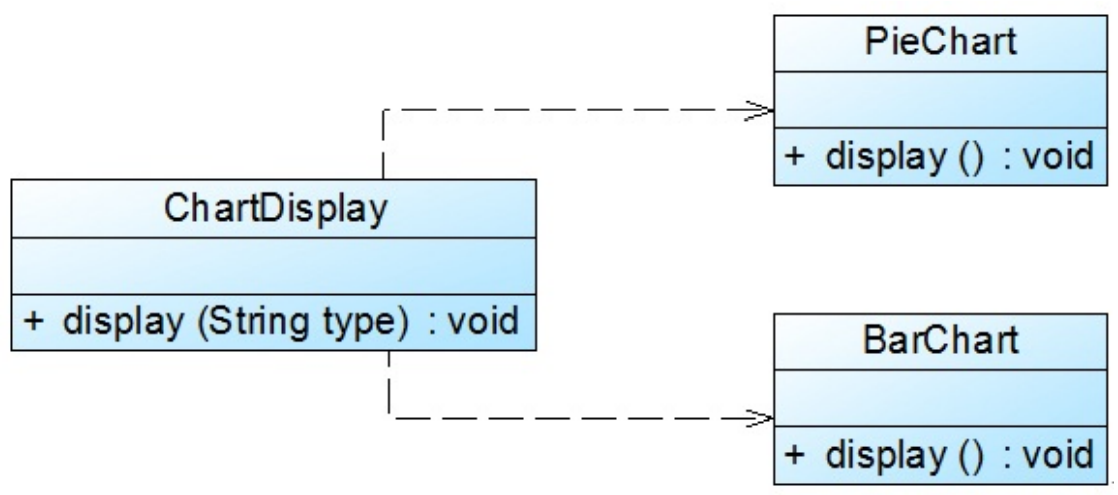 PieChart
+ display () : void
ChartDisplay
+ display (String type) : void
BarChart
+ display () : void